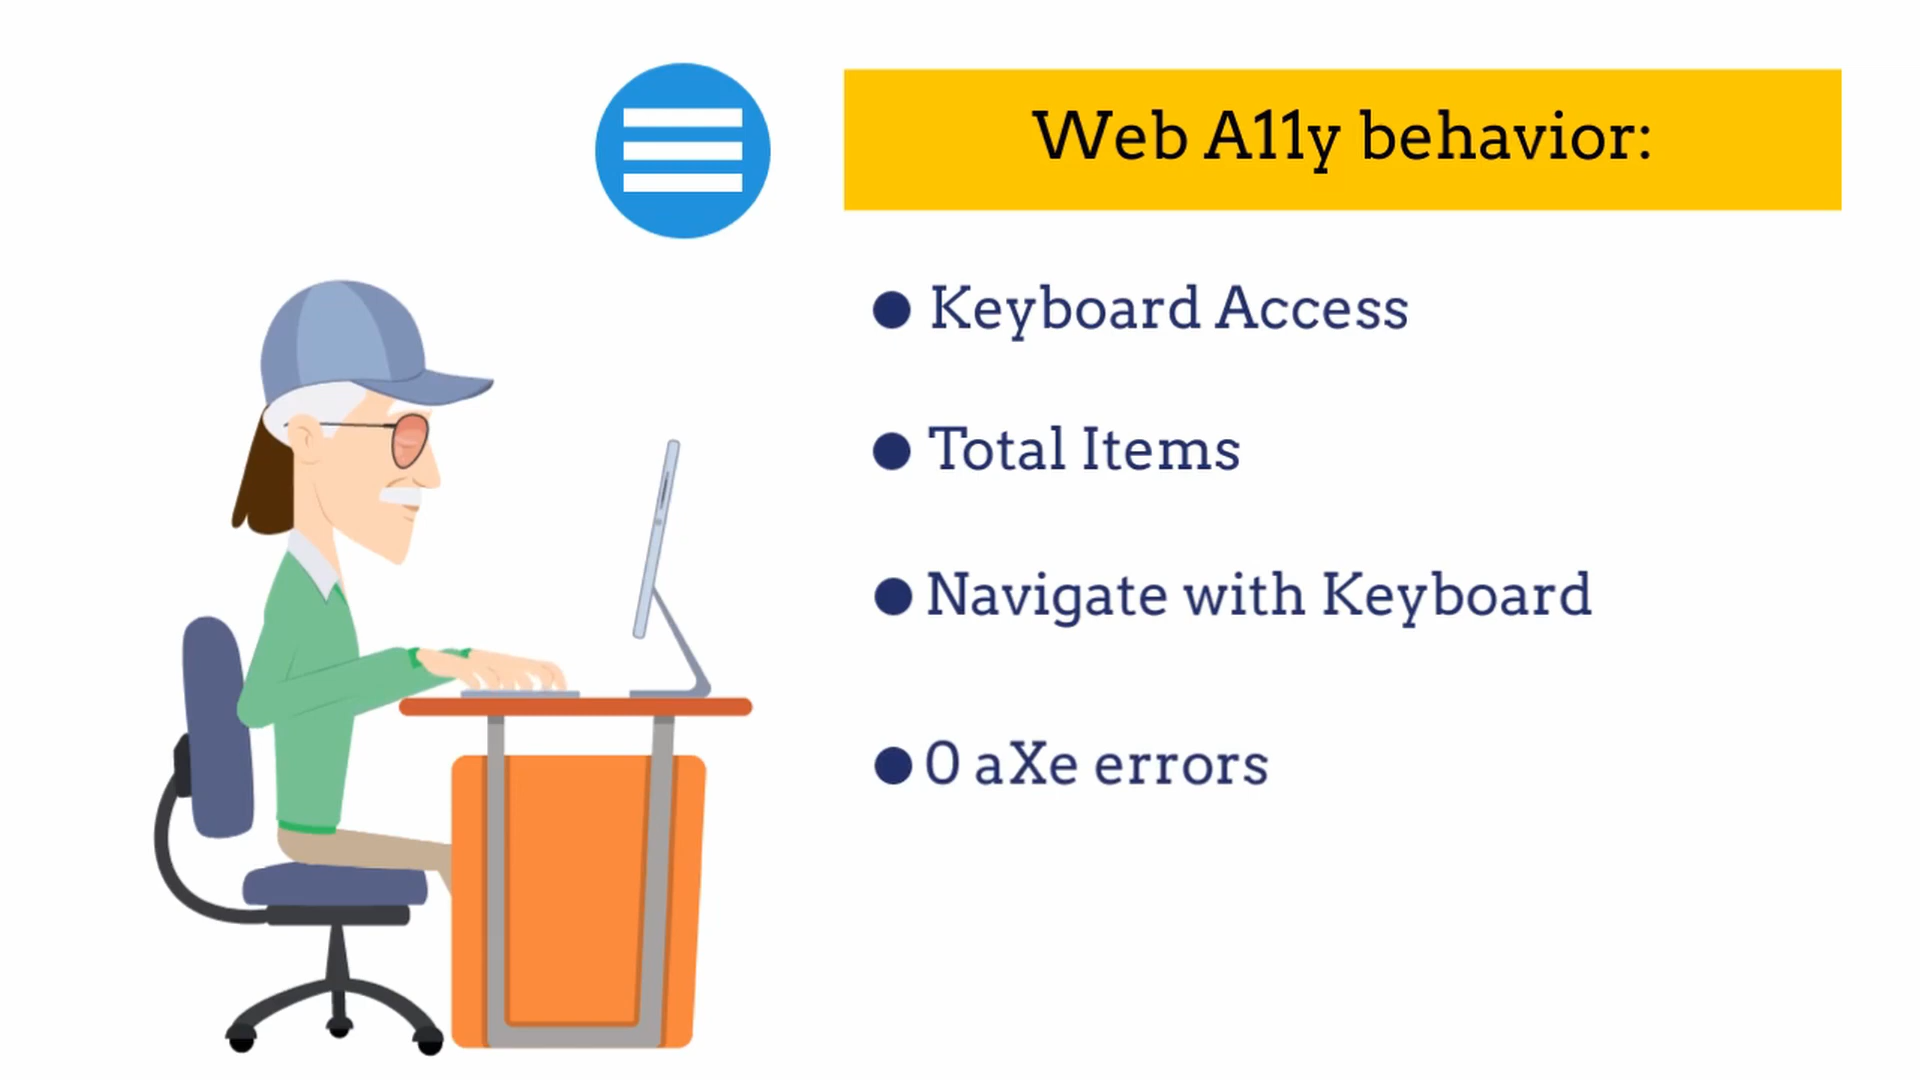 Web A11y behavior:
Keyboard Access
Total Items
Navigate with Keyboard
0 aXe errors